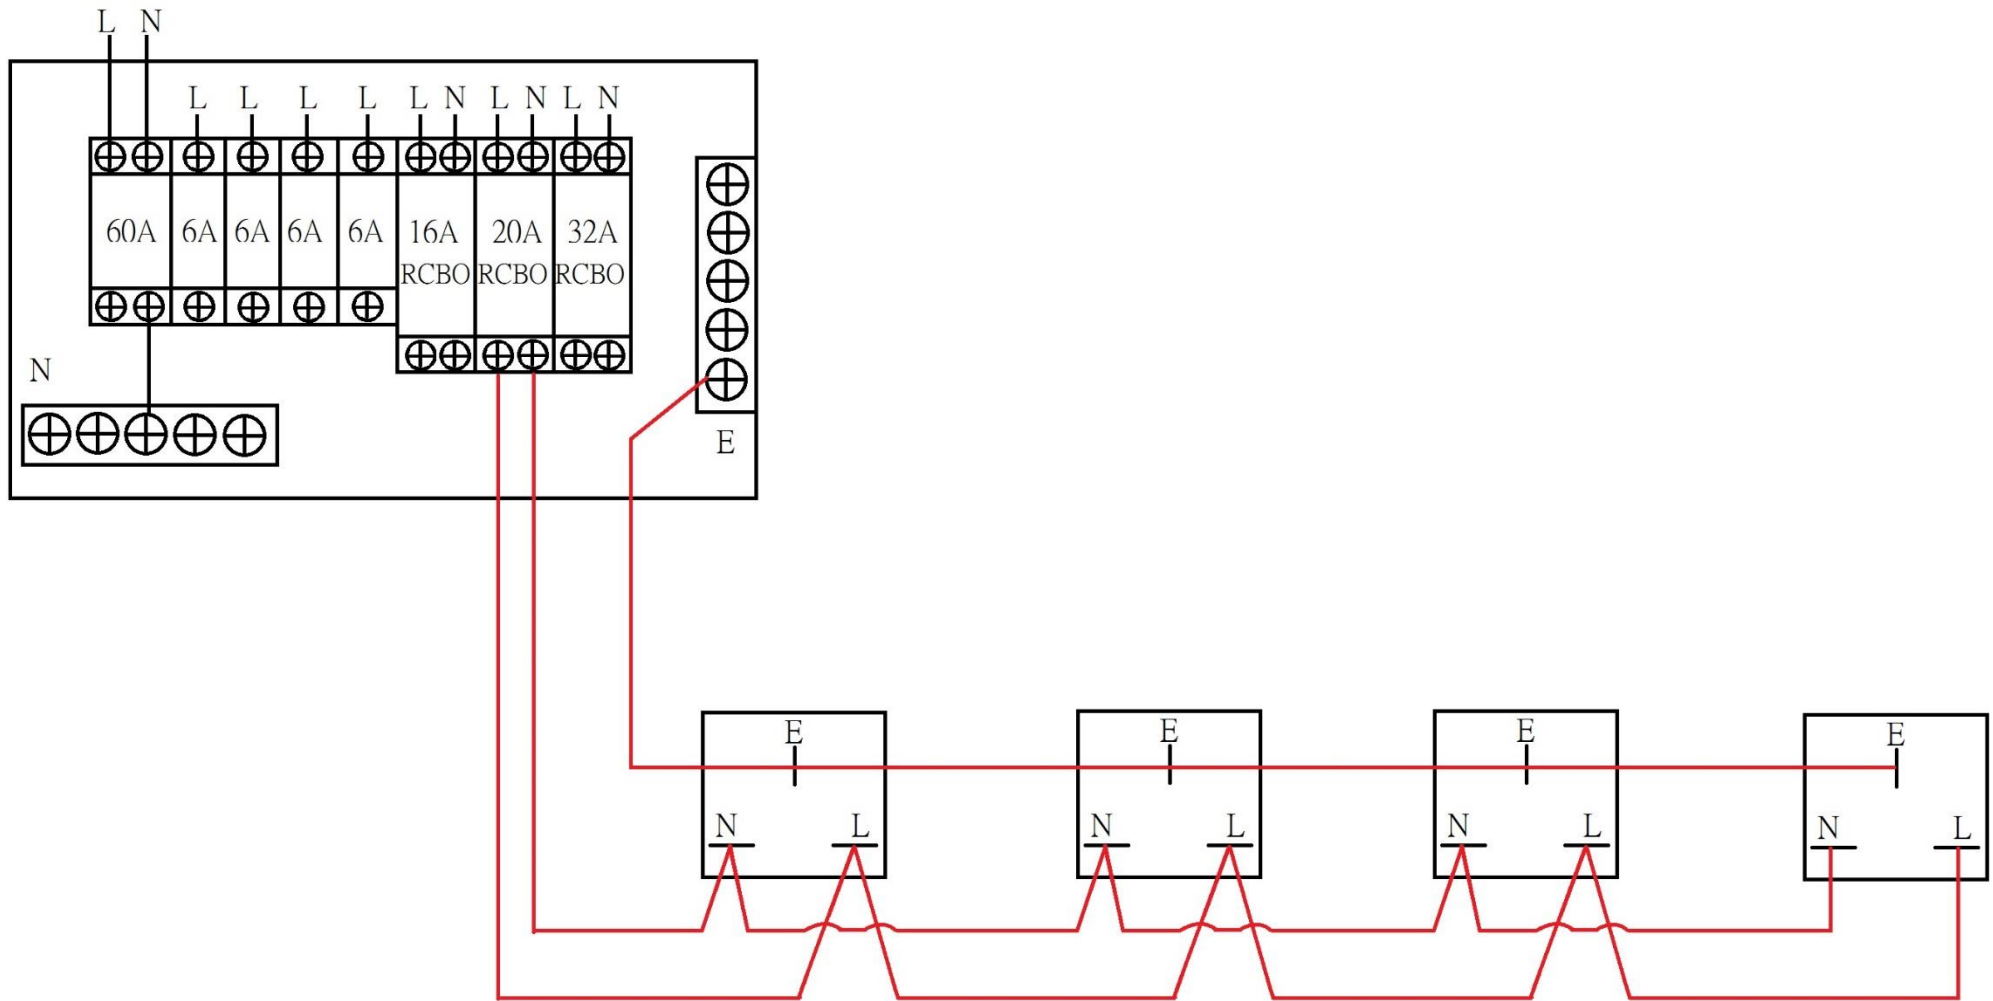 L N
L L L L L N L N L N
60A 6A 6A 6A 6A 16A 20A 32A
RCBO RCBO RCBO
N
E
E E E E
N L N L N L N L